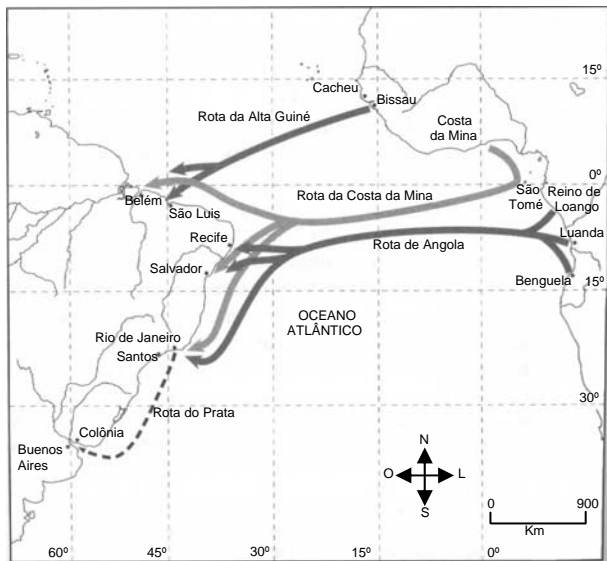 15º
Cacheu
Bissau
Rota da Alta Guiné
Costa
da Mina
0º
Belém
São Luis
Rota da Costa da Mina
São
Tomé
Reino de
Loango
Recife
Rota de Angola
Luanda
Salvador
Benguela
15º
OCEANO
ATLÂNTICO
Rio de Janeiro
Santos
30º
Rota do Prata
Colônia
Buenos
Aires
N
O
L
S
0
900
Km
60º
45º
30º
15º
0º